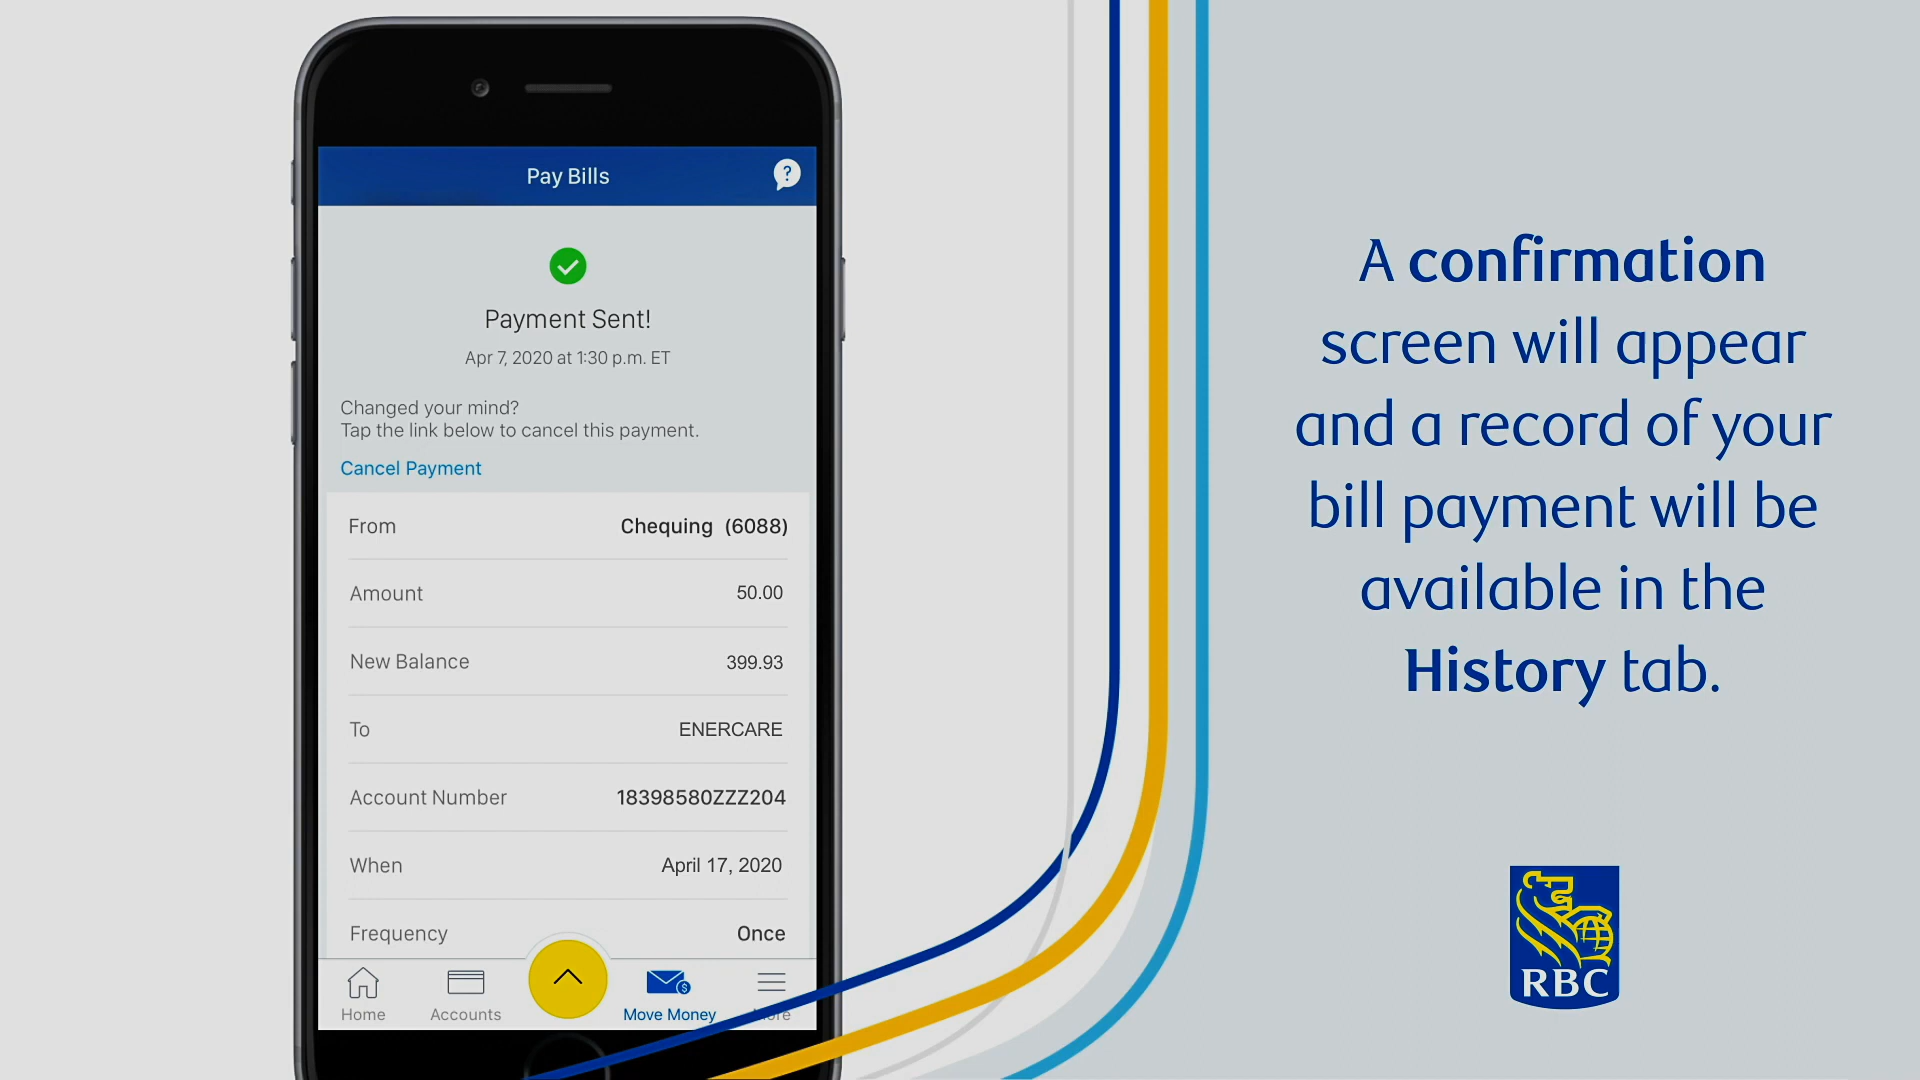 Pay Bills
?
Payment Sent!
Apr 7, 2020 at 1:30 p.m. ET
Changed your mind?
Tap the link below to cancel this payment.
Cancel Payment
From Chequing (6088)
Amount 50.00
New Balance 399.93
To ENERCARE
Account Number 18398580ZZZ204
When April 17, 2020
Frequency Once
$
Home Accounts Move Money More
A confirmation
screen will appear
and a record of your
bill payment will be
available in the
History tab.
RBC